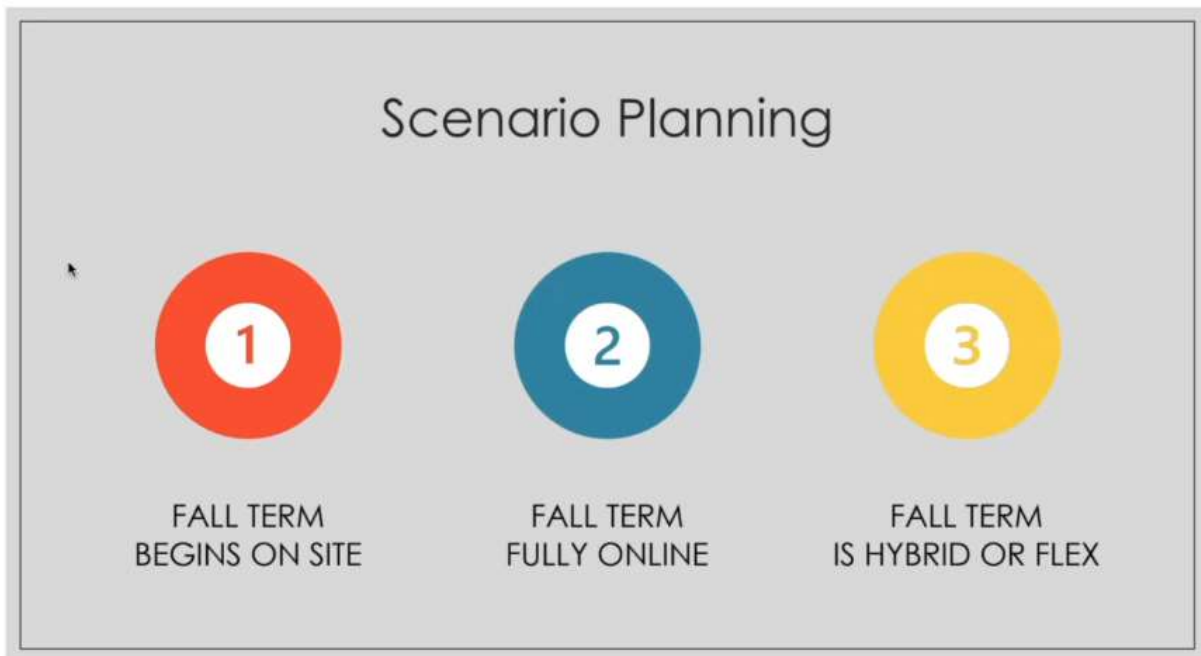 Scenario Planning
1
2
3
FALL TERM
BEGINS ON SITE
FALL TERM
FULLY ONLINE
FALL TERM
IS HYBRID OR FLEX